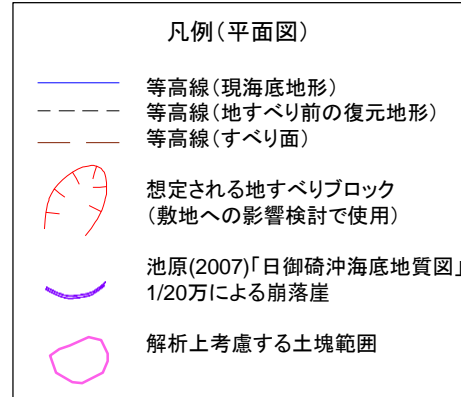 凡例(平面図)
等高線(現海底地形)
等高線(地すべり前の復元地形)
等高線(すべり面)
想定される地すべりブロック
(敷地への影響検討で使用)
池原(2007)「日御碕沖海底地質図」
1/20万による崩落崖
解析上考慮する土塊範囲